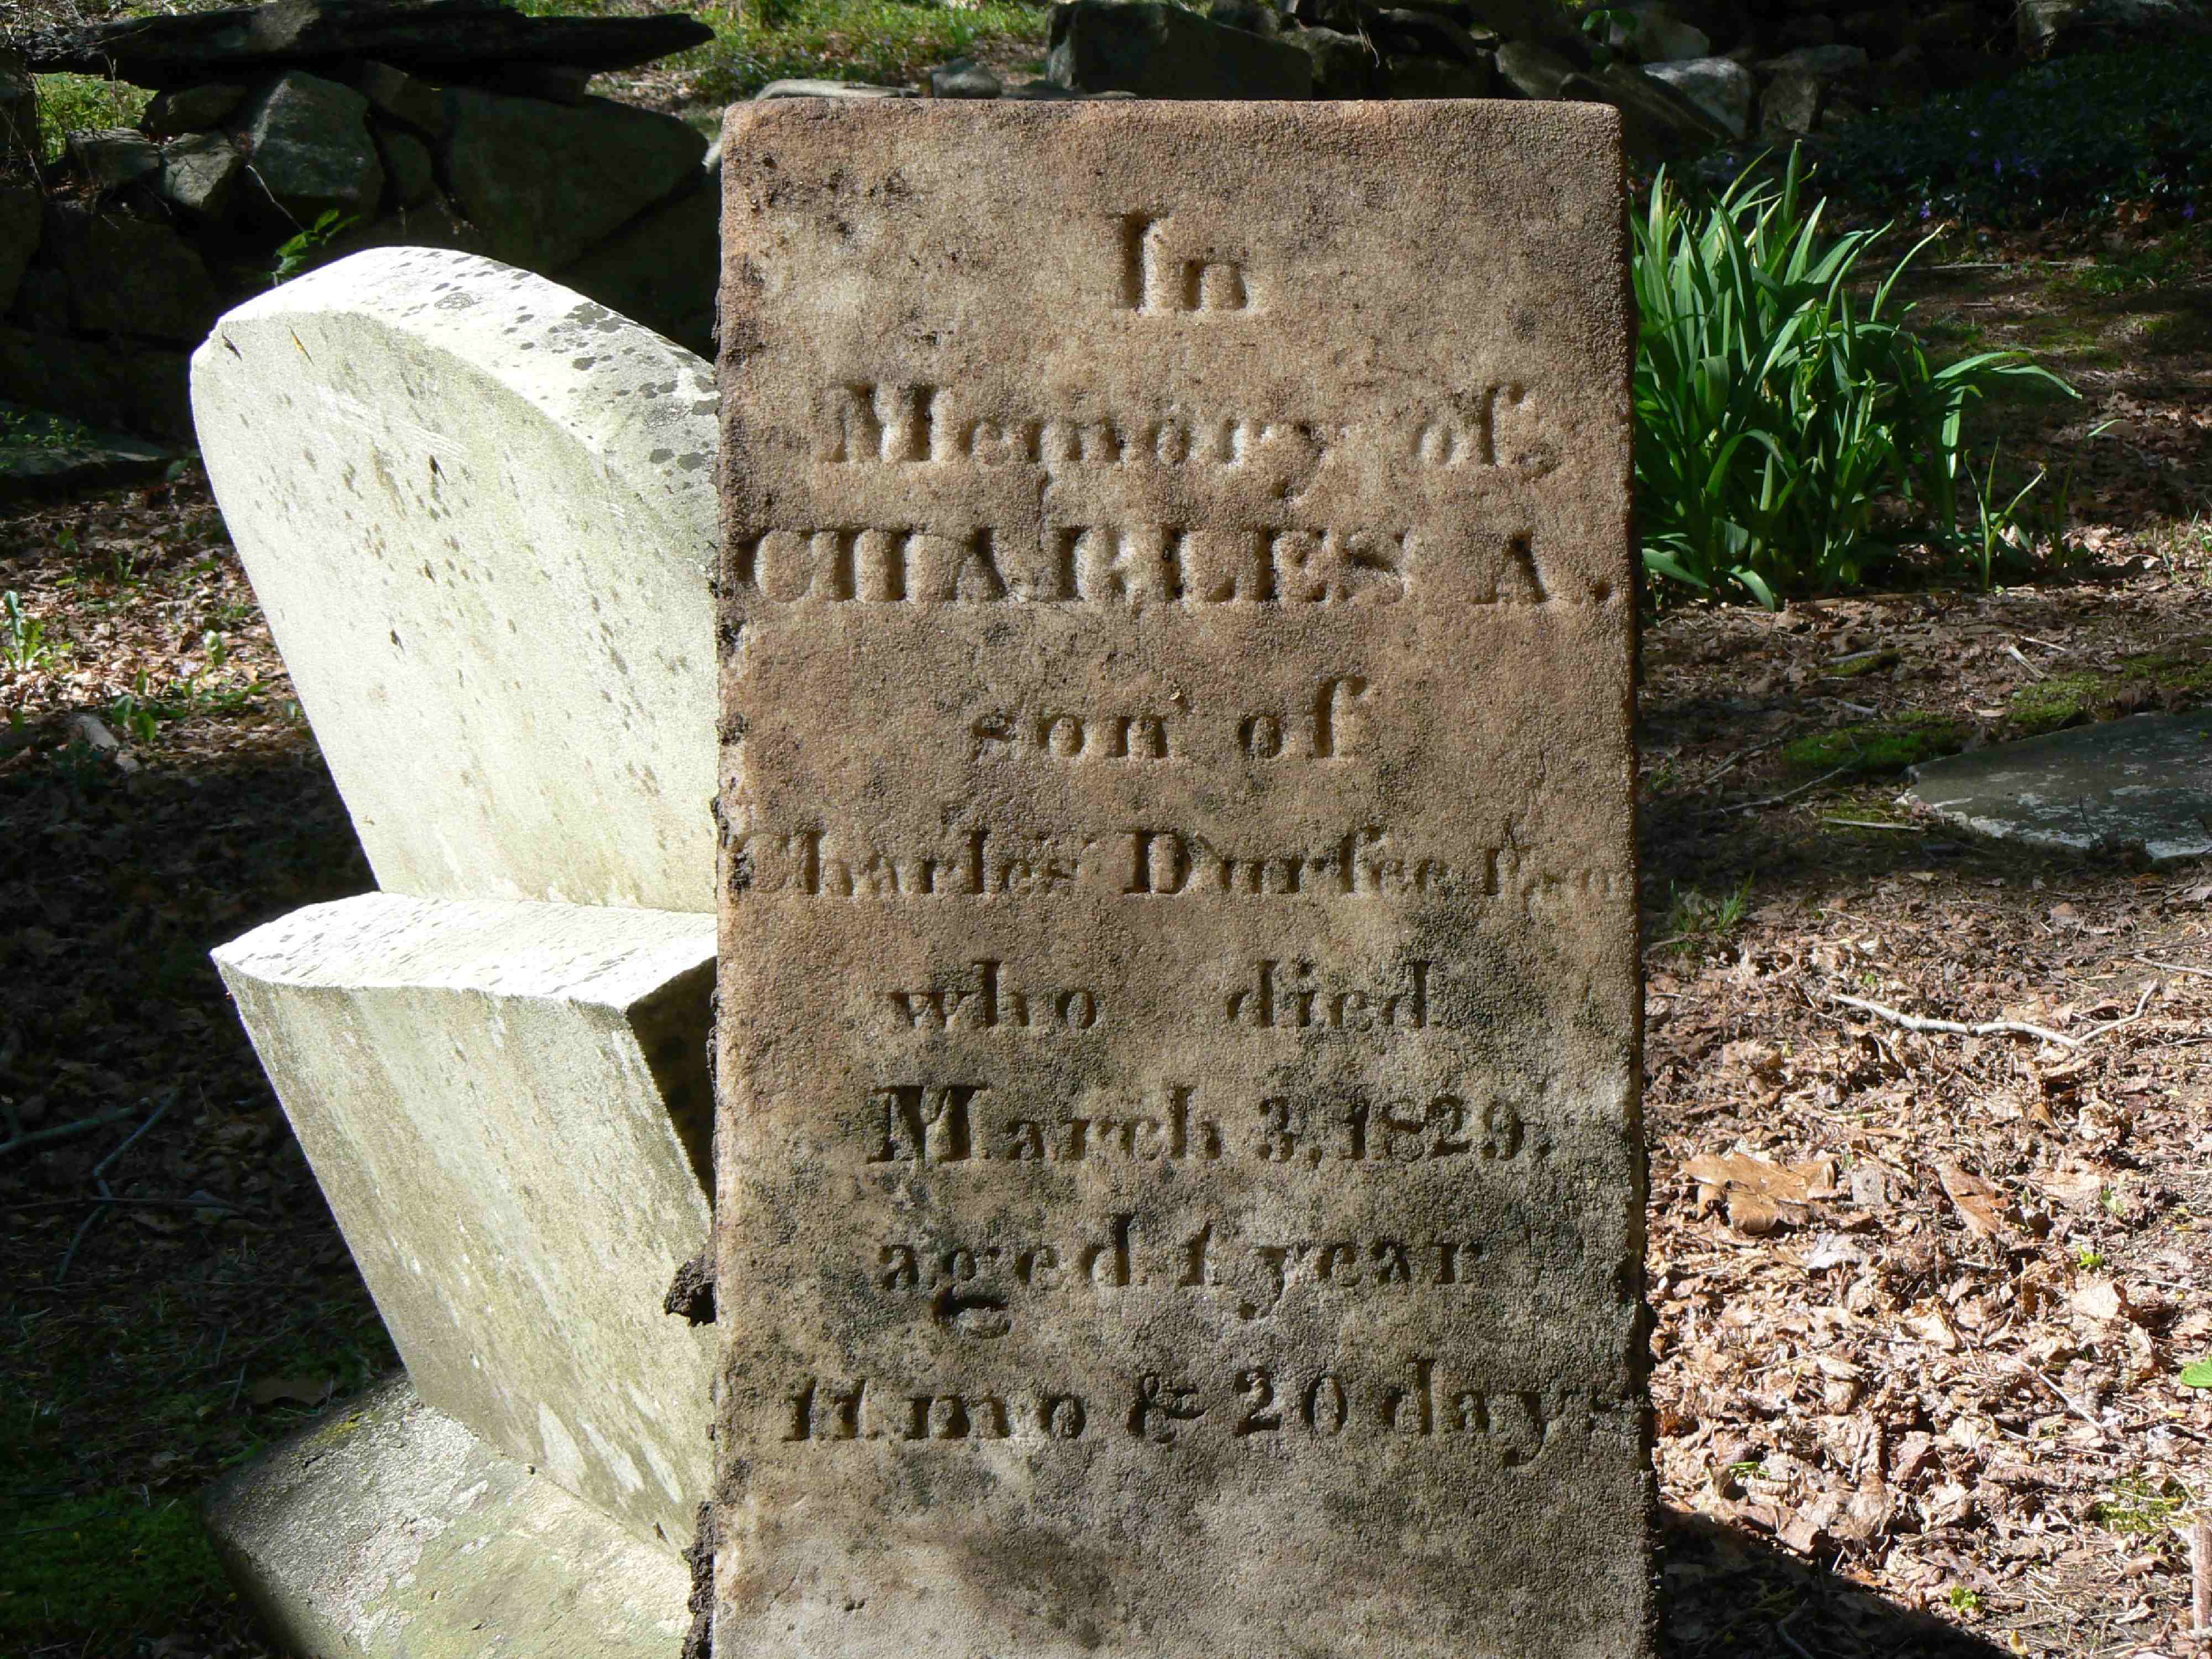 In
Memory of,
CHARLES A.
son of
Charles Durfee Esq
who died
March 3, 1829,
aged 1 year
11 mo & 20 days